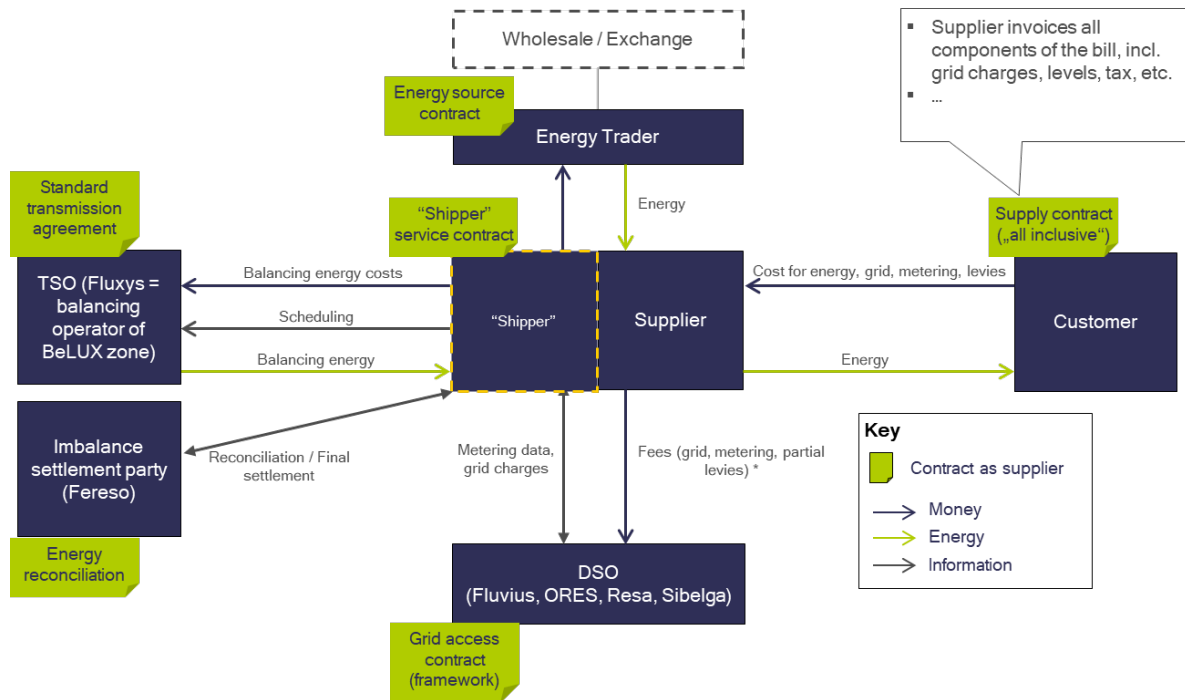 Wholesale / Exchange
▪ Supplier invoices all
components of the bill, incl.
grid charges, levels, tax, etc.
▪ ...
Energy source
contract
Energy Trader
Standard
transmission
agreement
“Shipper”
service contract
Energy
Supply contract
(„all inclusive“)
TSO (Fluxys =
balancing
operator of
BeLUX zone)
Balancing energy costs
Scheduling
Balancing energy
“Shipper”
Supplier
Cost for energy, grid, metering, levies
Energy
Customer
Imbalance
settlement party
(Fereso)
Reconciliation / Final
settlement
Metering data,
grid charges
Fees (grid, metering, partial
levies) *
Energy
reconciliation
DSO
(Fluvius, ORES, Resa, Sibelga)
Grid access
contract
(framework)
Key
Contract as supplier
Money
Energy
Information